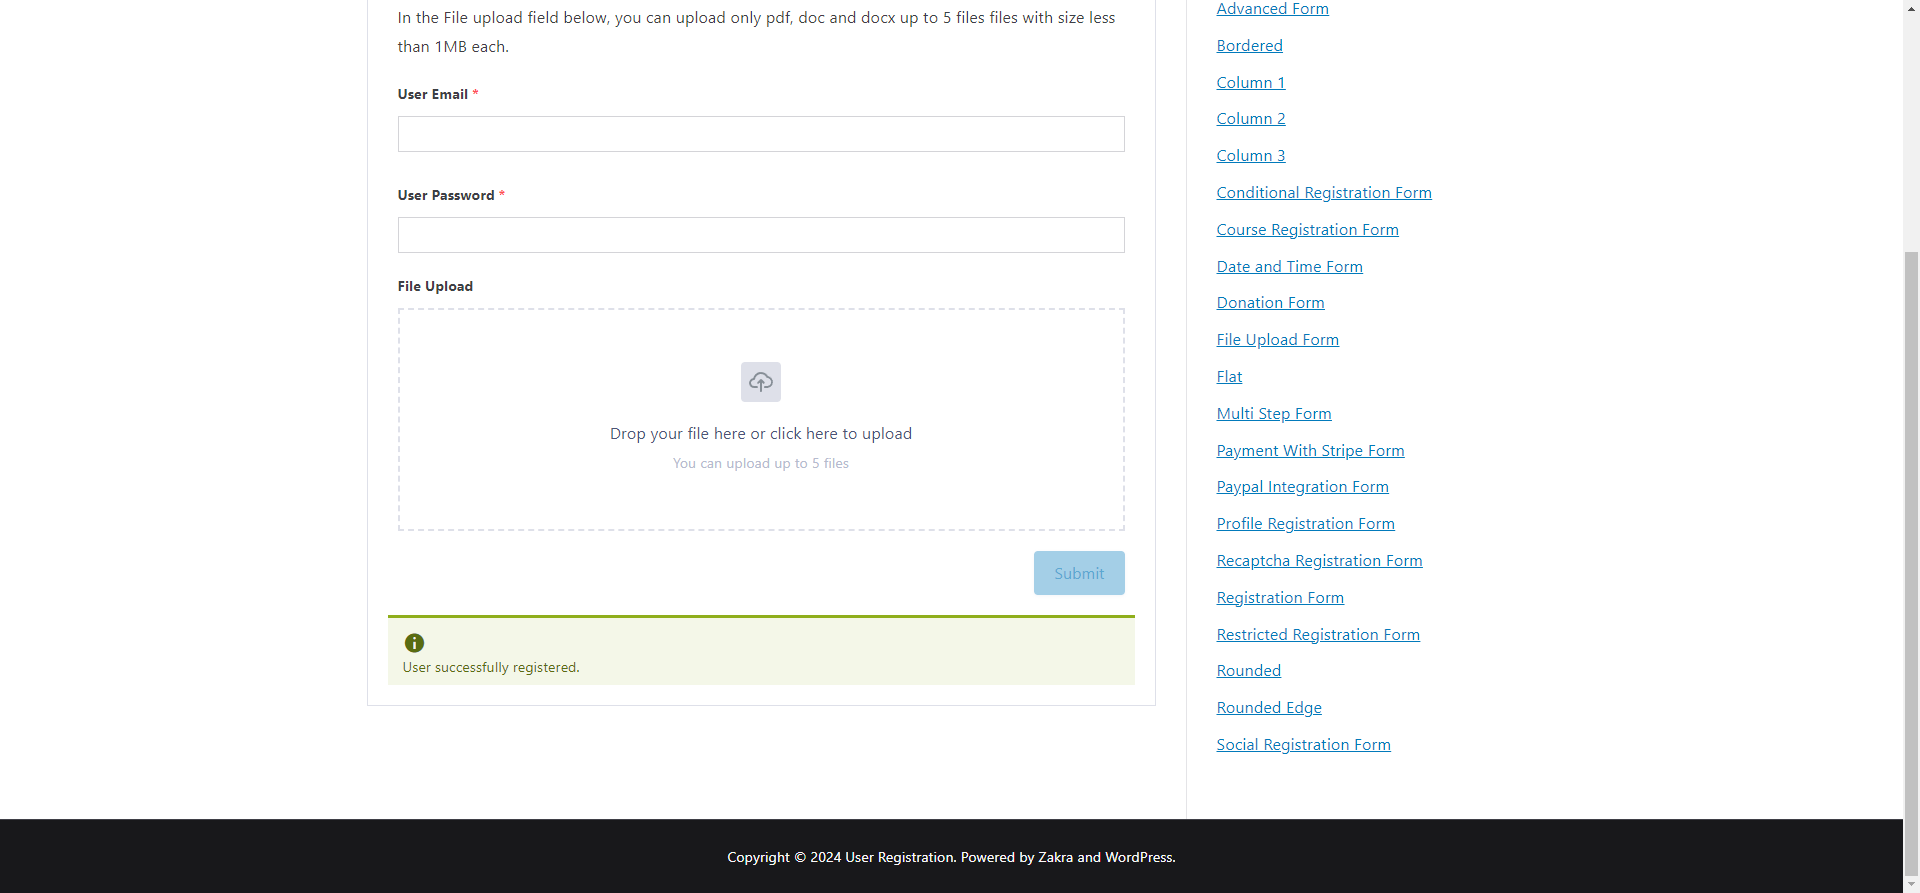 In the File upload field below, you can upload only pdf, doc and docx up to 5 files files with size less
than 1MB each.
User Email *
User Password *
File Upload
Drop your file here or click here to upload
You can upload up to 5 files
Submit
User successfully registered.
Advanced Form
Bordered
Column 1
Column 2
Column 3
Conditional Registration Form
Course Registration Form
Date and Time Form
Donation Form
File Upload Form
Flat
Multi Step Form
Payment With Stripe Form
Paypal Integration Form
Profile Registration Form
Recaptcha Registration Form
Registration Form
Restricted Registration Form
Rounded
Rounded Edge
Social Registration Form
Copyright © 2024 User Registration. Powered by Zakra and WordPress.